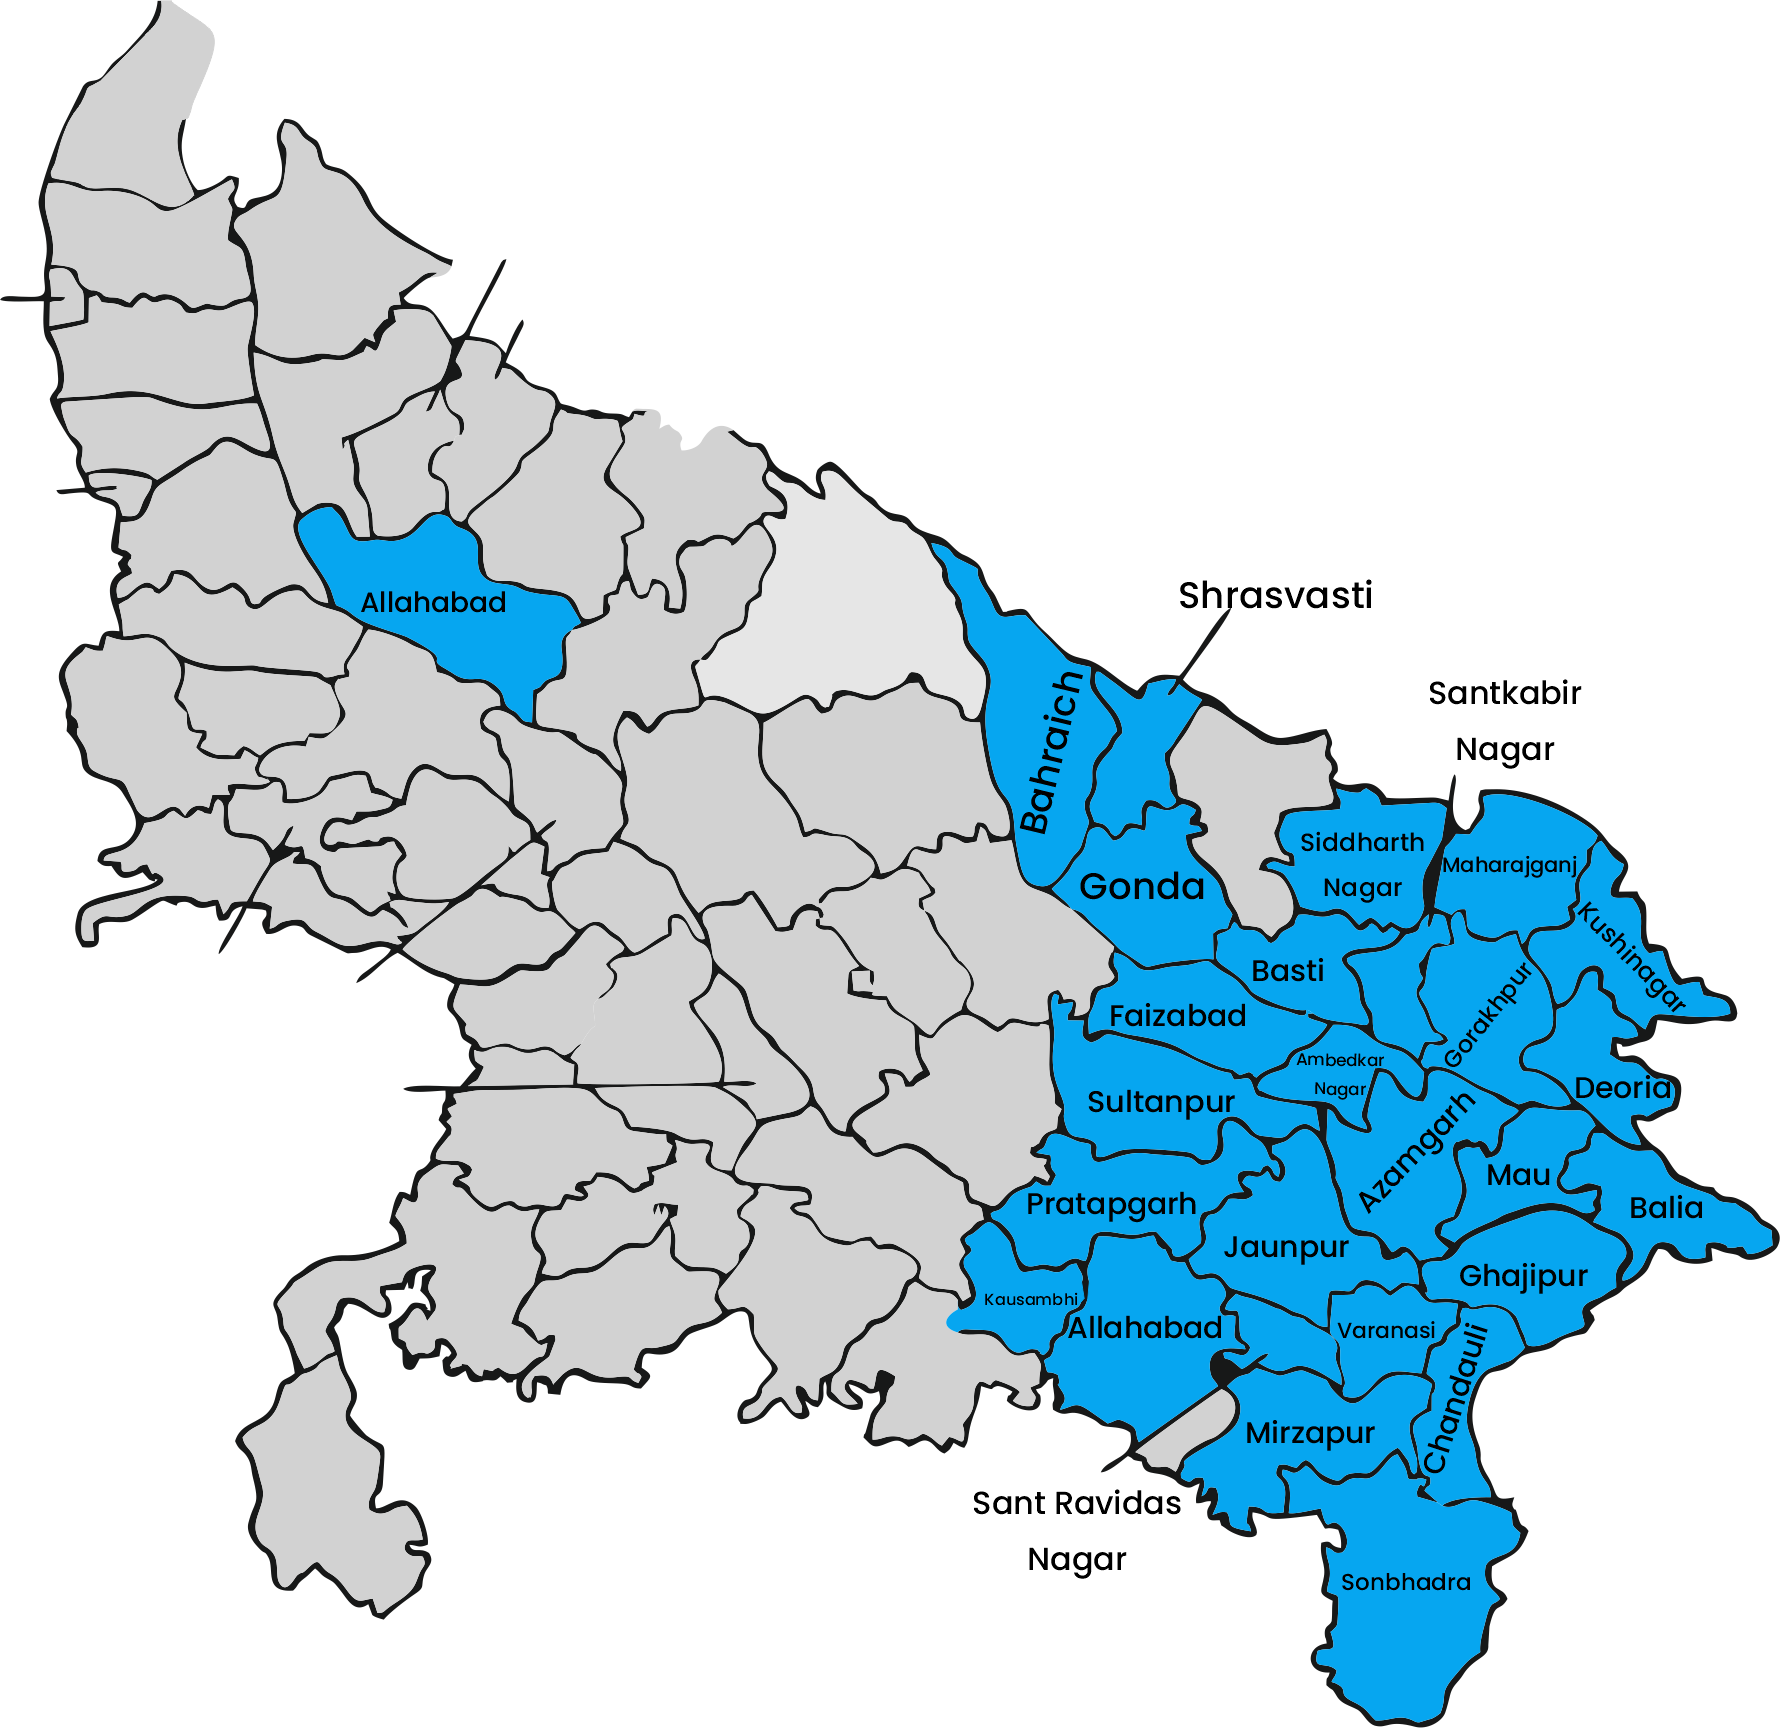 Allahabad
Shrasvasti
Santkabir
Nagar
Bahraich
Siddharth
Nagar
Maharajganj
Gonda
Kushinagar
Basti
Faizabad
Gorakhpur
Ambedkar
Nagar
Deoria
Sultanpur
Azamgarh
Mau
Pratapgarh
Balia
Jaunpur
Ghajipur
Kausambhi
Allahabad
Varanasi
Chandauli
Mirzapur
Sant Ravidas
Nagar
Sonbhadra